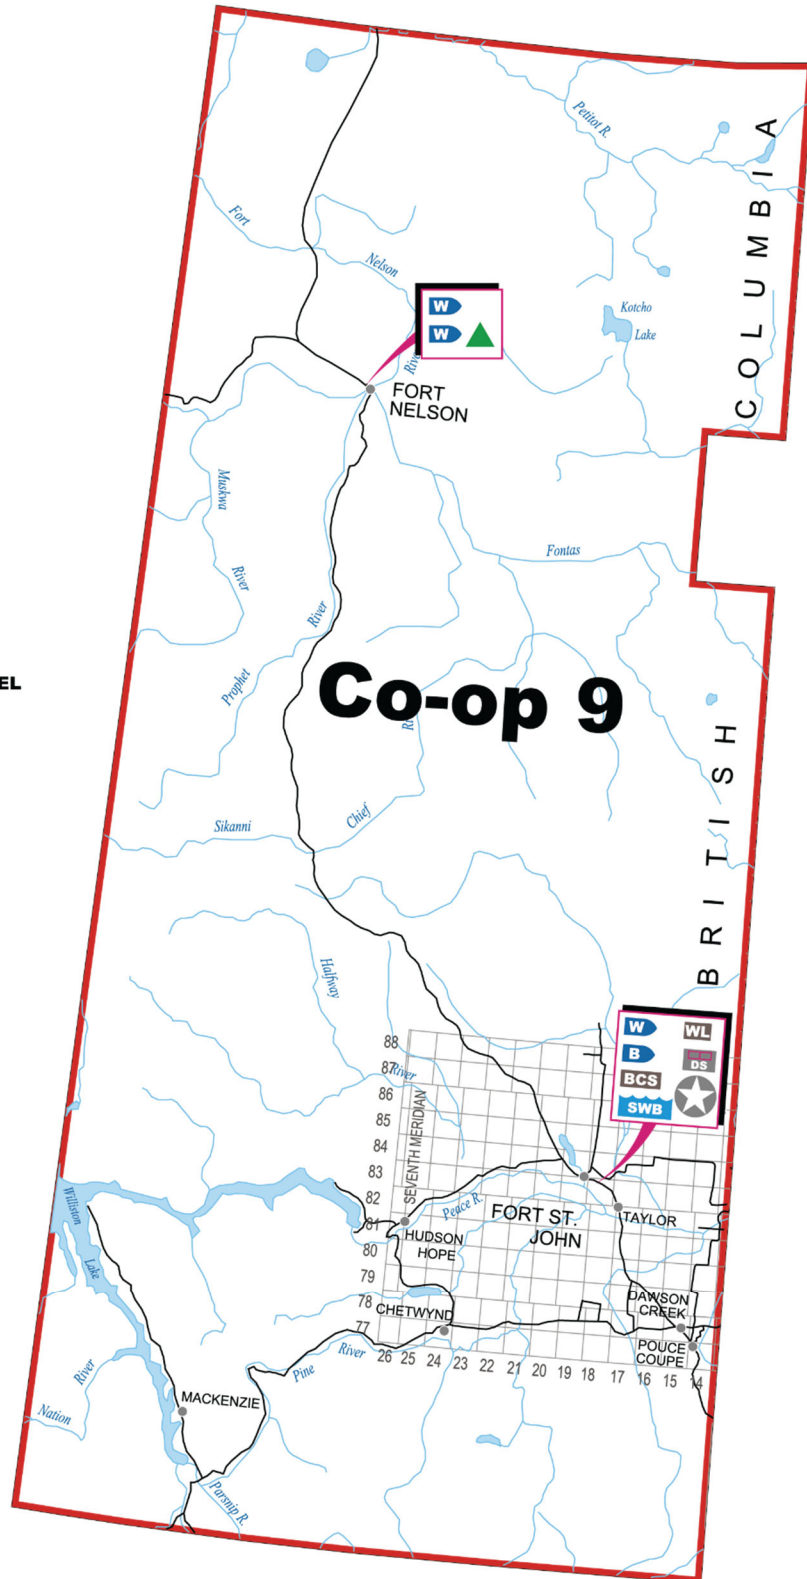 Petitot R.
COLUMBIA
Fort
Nelson
W
W
River
Kotcho
Lake
FORT
NELSON
Muskwa
River
Fontas
River
Prophet
EL
Co-op 9
BRITISH
Sikanni
Chief
Halfway
River
W
WL
B
DS
BCS
SWB
88
87
86
85
84
83
82
81
80
79
78
77
SEVENTH MERIDIAN
Peace R.
FORT ST.
JOHN
TAYLOR
HUDSON
HOPE
Williston
Lake
DAWSON
CREEK
CHETWYND
POUCE
COUPE
26 25 24 23 22 21 20 19 18 17 16 15 14
River
Pine
MACKENZIE
River
Nation
Parsnip R.